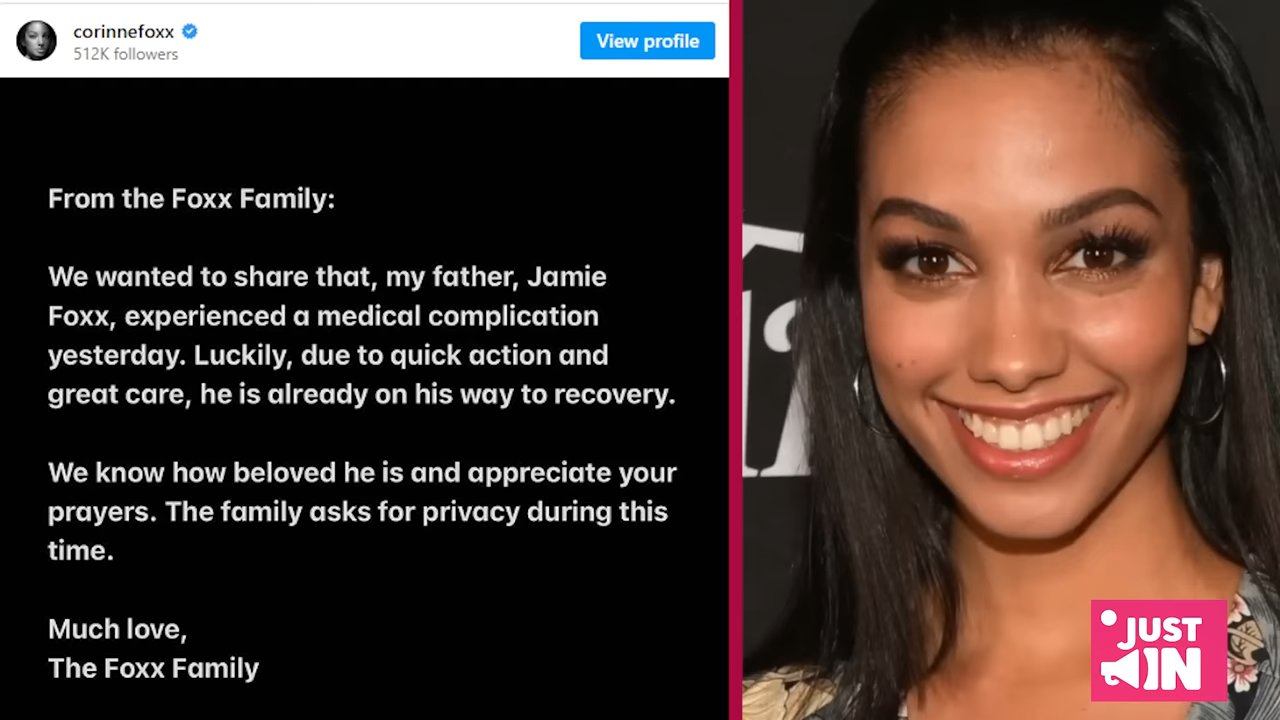 corinnefoxx
512K followers
View profile
From the Foxx Family:
We wanted to share that, my father, Jamie
Foxx, experienced a medical complication
yesterday. Luckily, due to quick action and
great care, he is already on his way to recovery.
We know how beloved he is and appreciate your
prayers. The family asks for privacy during this
time.
Much love,
The Foxx Family
JUST
IN